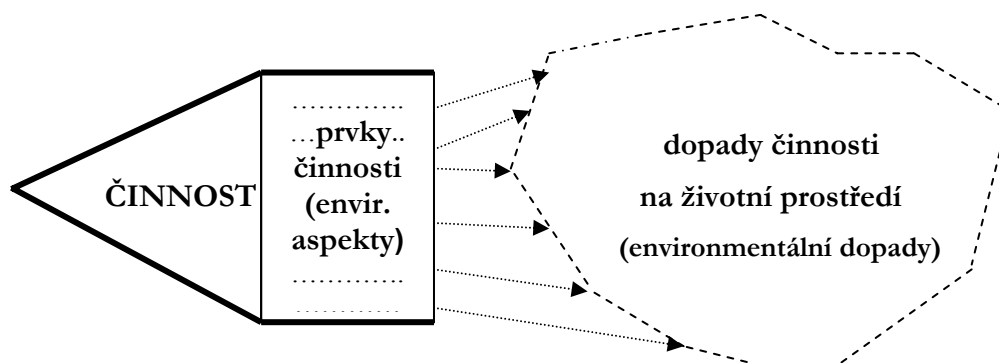 ČINNOST
…………
…prvky..
činnosti
(envir.
aspekty)
…………
…………
dopady činnosti
na životní prostředí
(environmentální dopady)